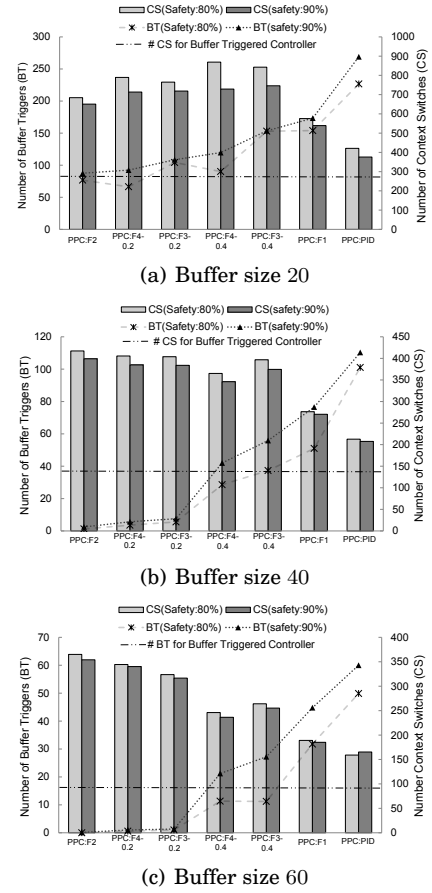 CS(Safety:80%) CS(Safety:90%)
BT(Safety:80%) BT(Safety:90%)
# CS for Buffer Triggered Controller
Number of Buffer Triggers (BT)
300
250
200
150
100
50
0
Number of Context Switches (CS)
1000
900
800
700
600
500
400
300
200
100
0
PPC:F2 PPC:F4-0.2 PPC:F3-0.2 PPC:F4-0.4 PPC:F3-0.4 PPC:F1 PPC:PID
(a) Buffer size 20
CS(Safety:80%) CS(safety:90%)
BT(Safety:80%) BT(safety:90%)
# CS for Buffer Triggered Controller
Number of Buffer Triggers (BT)
120
100
80
60
40
20
0
Number of Context Switches (CS)
450
400
350
300
250
200
150
100
50
0
PPC:F2 PPC:F4-0.2 PPC:F3-0.2 PPC:F4-0.4 PPC:F3-0.4 PPC:F1 PPC:PID
(b) Buffer size 40
CS(Safety:80%) CS(safety:90%)
BT(Safety:80%) BT(safety:90%)
# BT for Buffer Triggered Controller
Number of Buffer Triggers (BT)
70
60
50
40
30
20
10
0
Number Context Switches (CS)
400
350
300
250
200
150
100
50
0
PPC:F2 PPC:F4-0.2 PPC:F3-0.2 PPC:F4-0.4 PPC:F3-0.4 PPC:F1 PPC:PID
(c) Buffer size 60